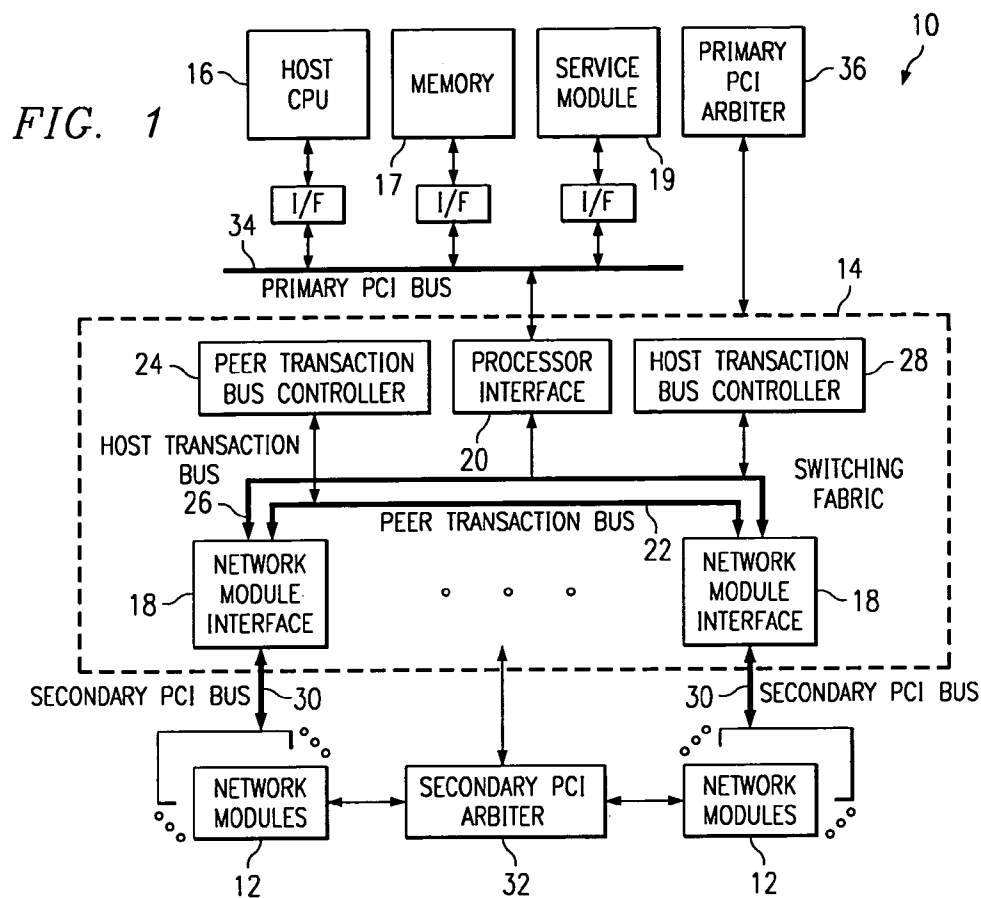 FIG. 1
10
16
HOST
CPU
MEMORY
17
SERVICE
MODULE
19
PRIMARY
PCI
ARBITER
36
I/F
I/F
I/F
34
PRIMARY PCI BUS
14
24
PEER TRANSACTION
BUS CONTROLLER
PROCESSOR
INTERFACE
20
HOST TRANSACTION
BUS CONTROLLER
28
HOST TRANSACTION
BUS
26
SWITCHING
FABRIC
PEER TRANSACTION BUS
22
18
NETWORK
MODULE
INTERFACE
NETWORK
MODULE
INTERFACE
18
SECONDARY PCI BUS
30
30
SECONDARY PCI BUS
NETWORK
MODULES
12
SECONDARY PCI
ARBITER
32
NETWORK
MODULES
12